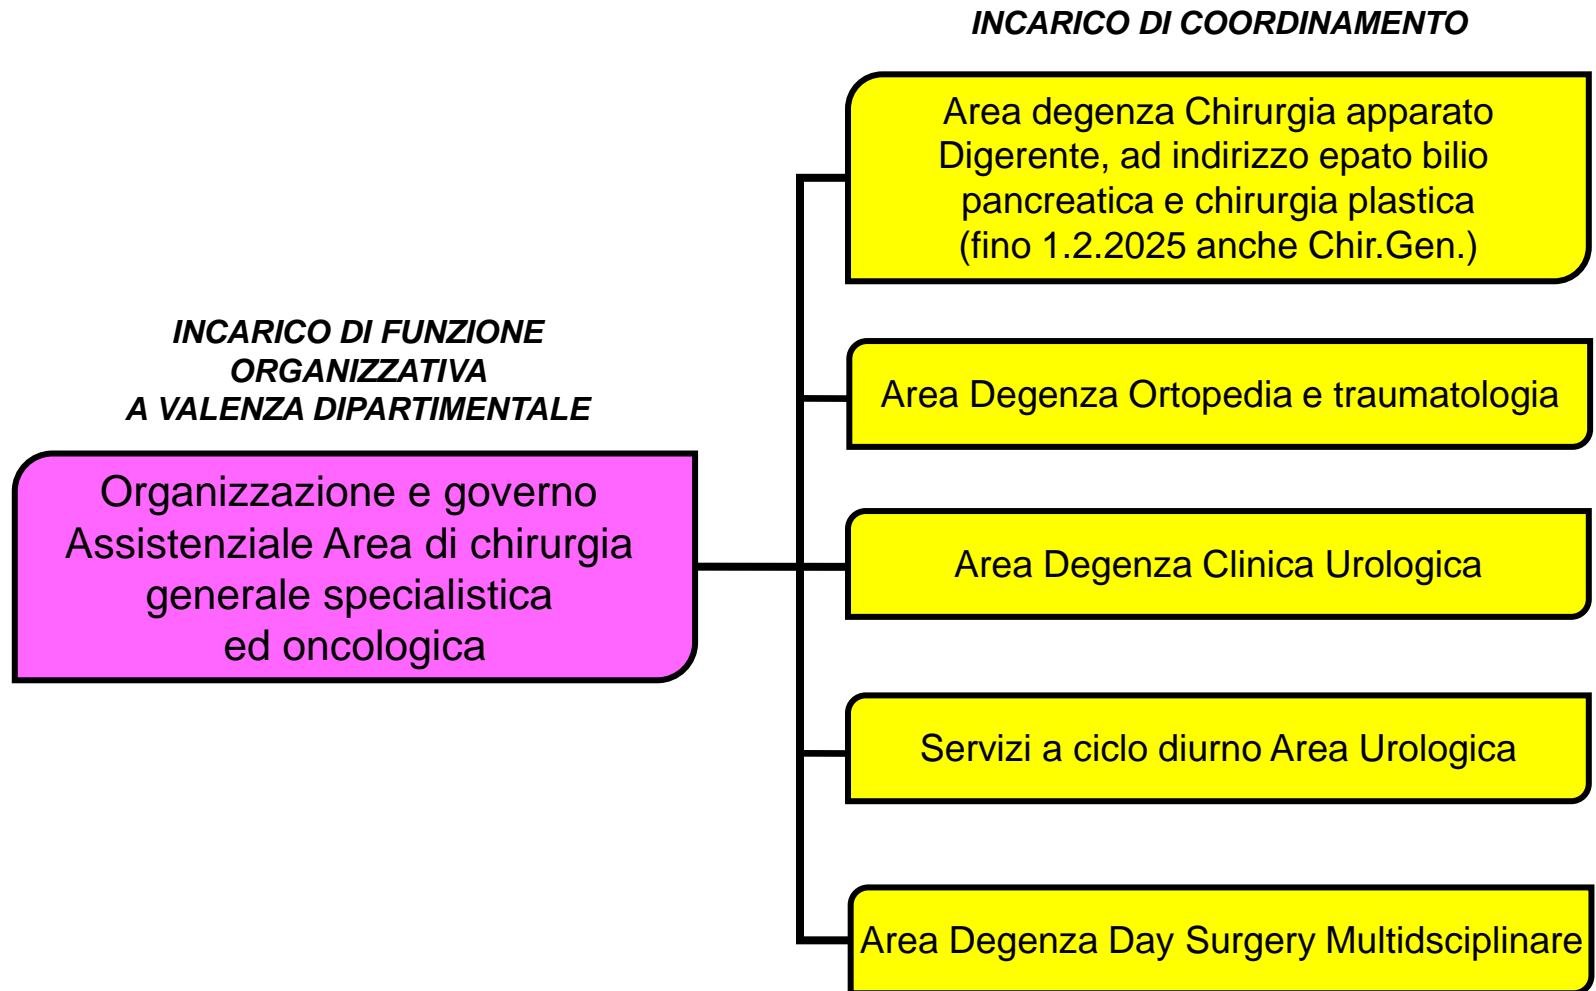 INCARICO DI COORDINAMENTO
Area degenza Chirurgia apparato
Digerente, ad indirizzo epato bilio
pancreatica e chirurgia plastica
(fino 1.2.2025 anche Chir.Gen.)
INCARICO DI FUNZIONE
ORGANIZZATIVA
A VALENZA DIPARTIMENTALE
Organizzazione e governo
Assistenziale Area di chirurgia
generale specialistica
ed oncologica
Area Degenza Ortopedia e traumatologia
Area Degenza Clinica Urologica
Servizi a ciclo diurno Area Urologica
Area Degenza Day Surgery Multidsciplinare